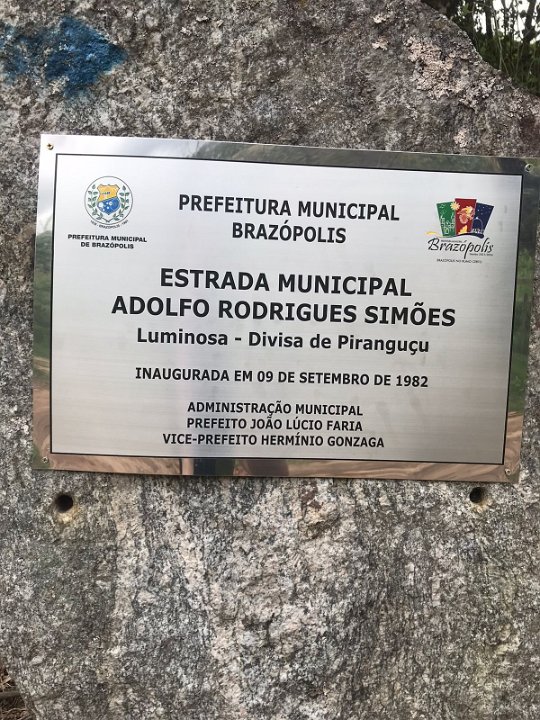 PREFEITURA MUNICIPAL
BRAZÓPOLIS
PREFEITURA MUNICIPAL
DE BRAZÓPOLIS
Brazópolis
ESTRADA MUNICIPAL
ADOLFO RODRIGUES SIMÕES
Luminosa - Divisa de Piranguçu
INAUGURADA EM 09 DE SETEMBRO DE 1982
ADMINISTRAÇÃO MUNICIPAL
PREFEITO JOÃO LÚCIO FARIA
VICE-PREFEITO HERMÍNIO GONZAGA